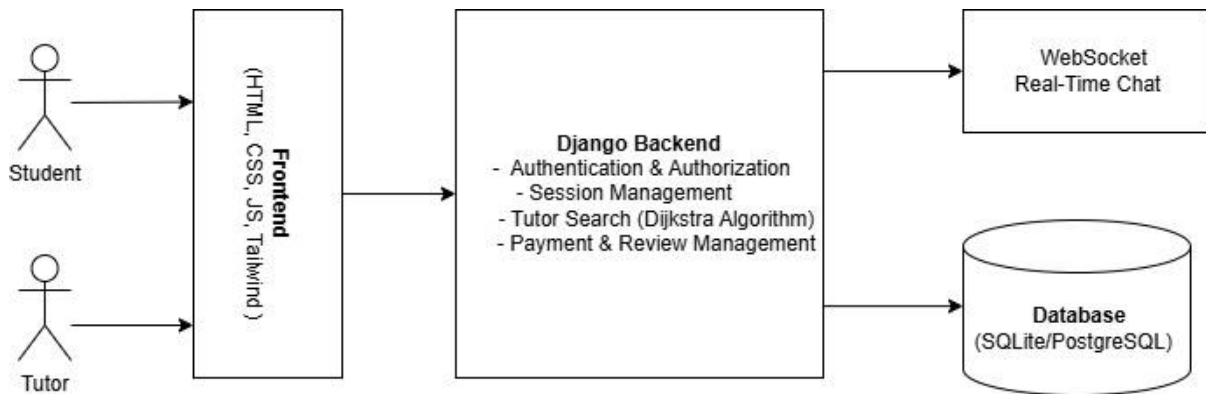 Student
Tutor
Frontend
(HTML, CSS, JS, Tailwind )
Django Backend
- Authentication & Authorization
- Session Management
- Tutor Search (Dijkstra Algorithm)
- Payment & Review Management
WebSocket
Real-Time Chat
Database
(SQLite/PostgreSQL)